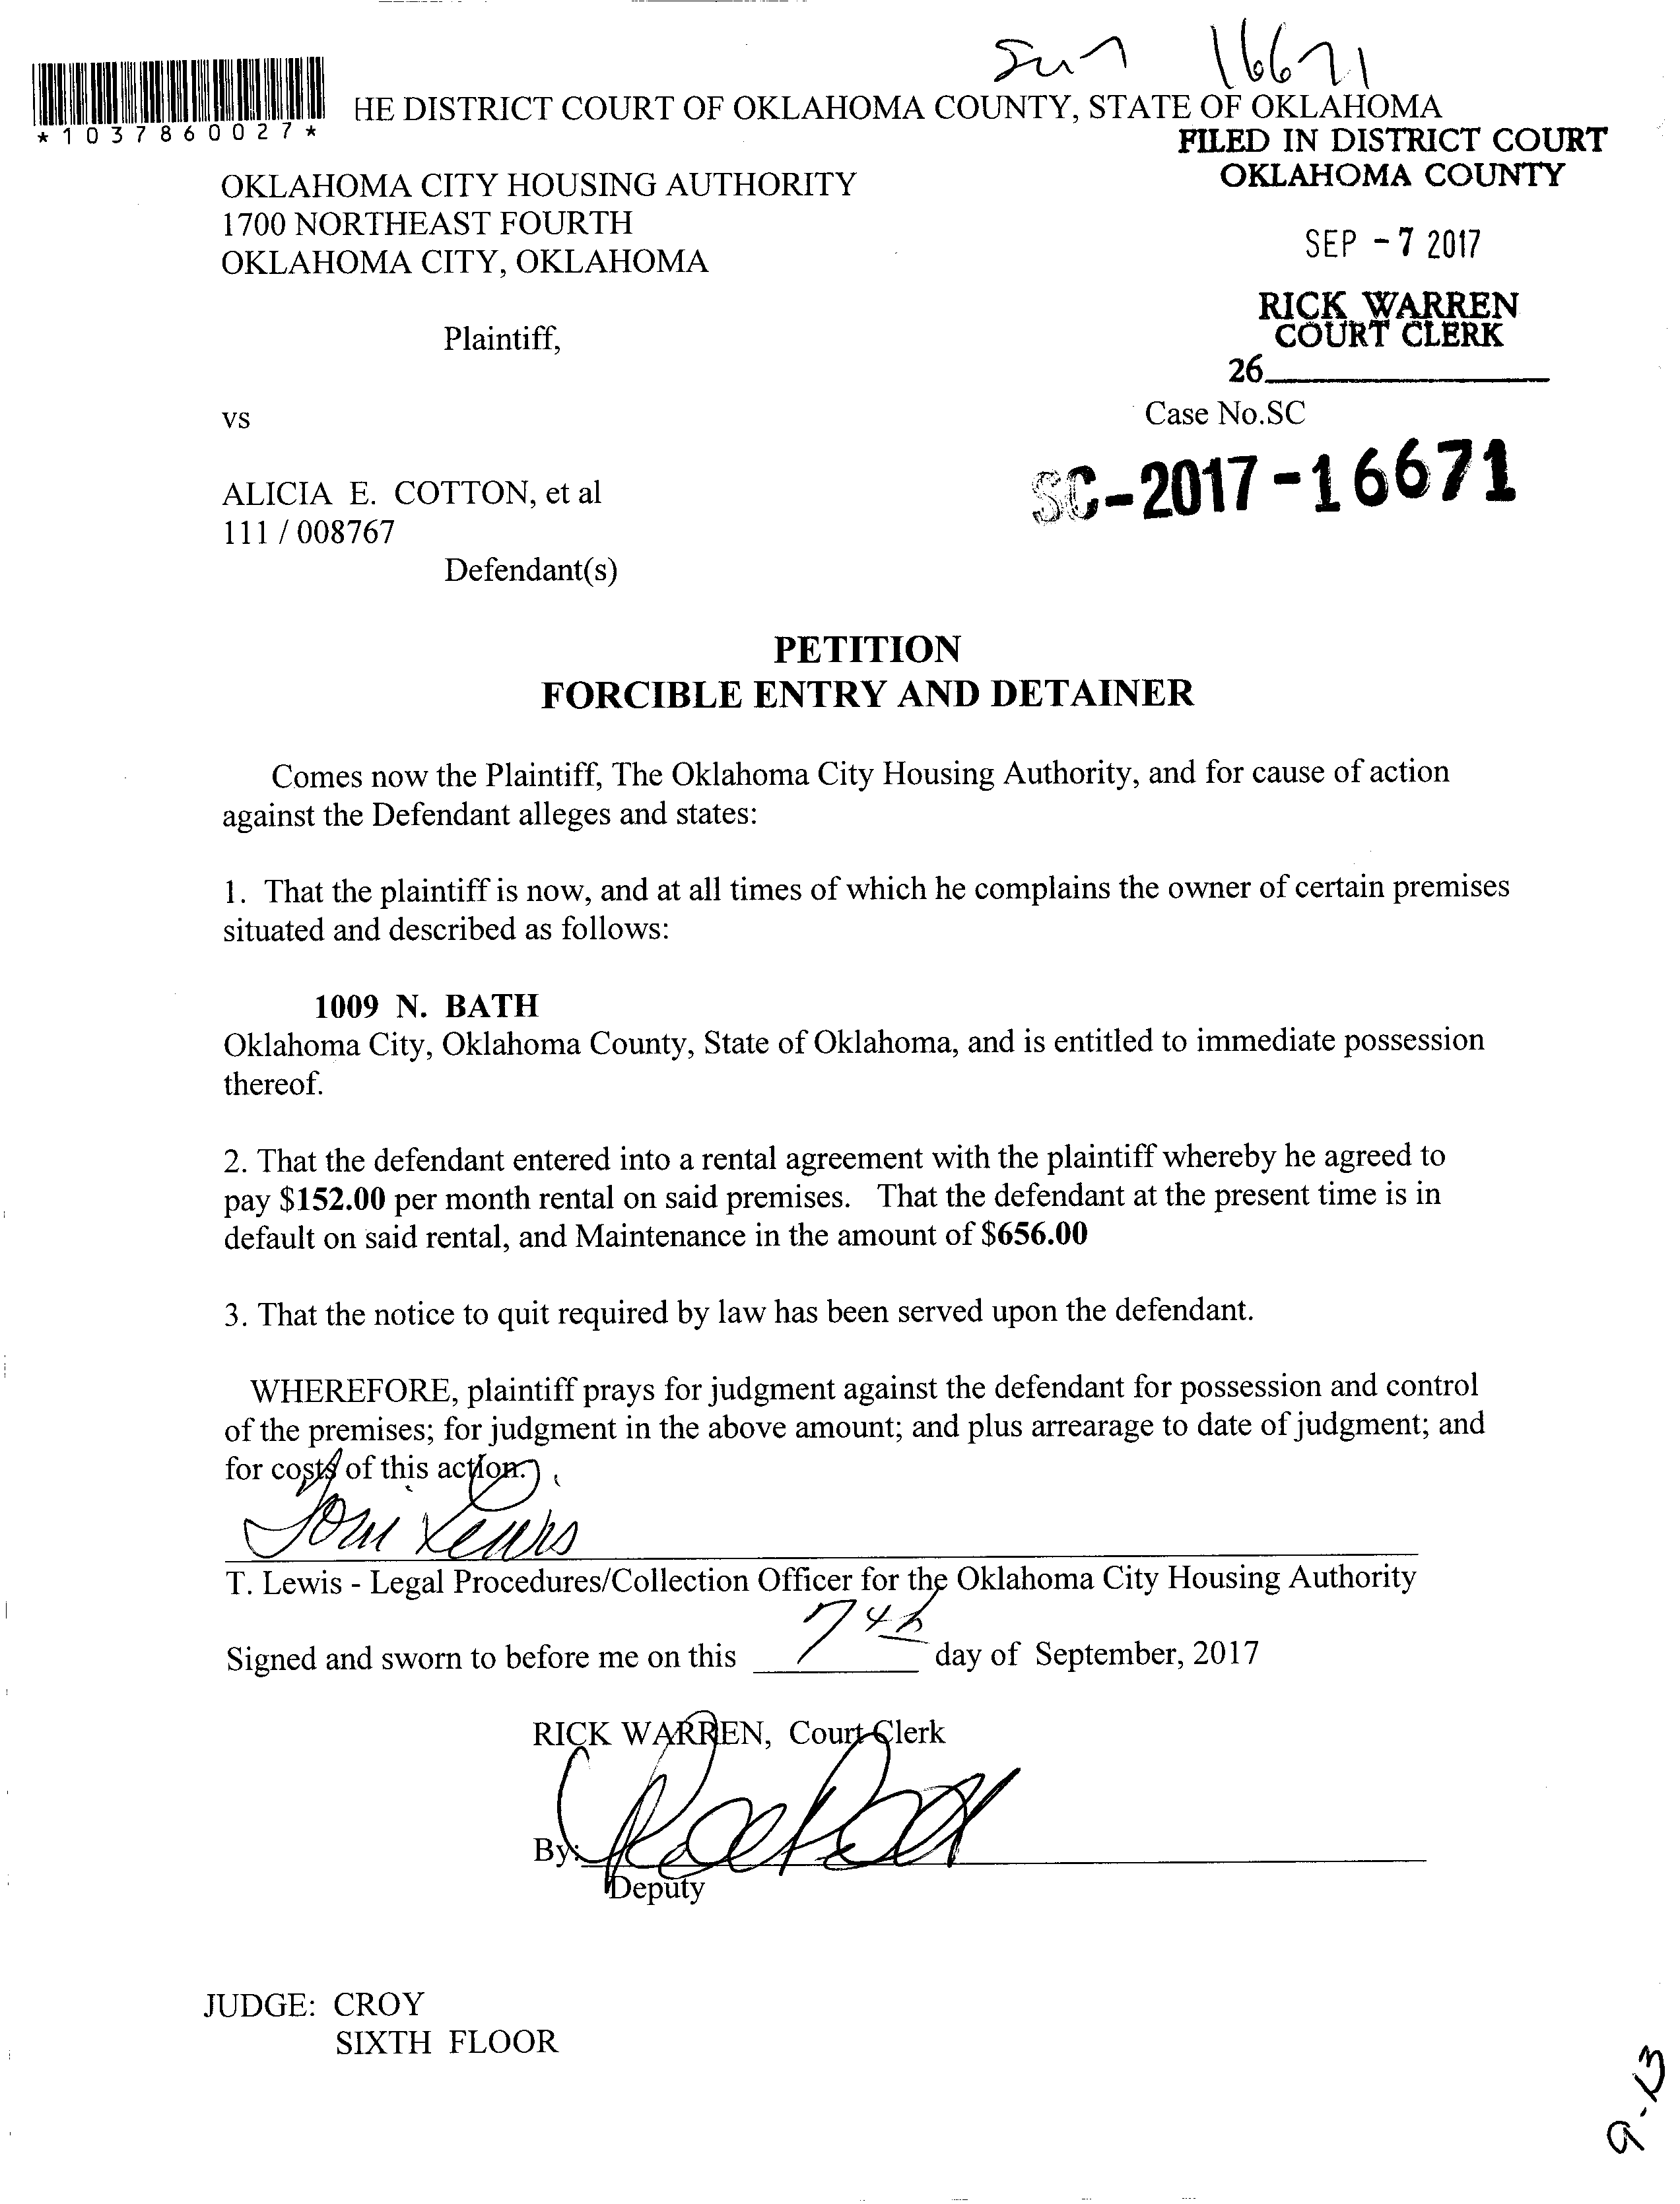 16671
HE DISTRICT COURT OF OKLAHOMA COUNTY, STATE OF OKLAHOMA
*1037860027*
FILED IN DISTRICT COURT
OKLAHOMA COUNTY
OKLAHOMA CITY HOUSING AUTHORITY
1700 NORTHEAST FOURTH
OKLAHOMA CITY, OKLAHOMA
SEP -7 2017
RICK WARREN
COURT CLERK
26
Plaintiff,
vs
Case No.SC
SC-2017-16671
ALICIA E. COTTON, et al
111 / 008767
Defendant(s)
PETITION
FORCIBLE ENTRY AND DETAINER
Comes now the Plaintiff, The Oklahoma City Housing Authority, and for cause of action
against the Defendant alleges and states:
1. That the plaintiff is now, and at all times of which he complains the owner of certain premises
situated and described as follows:
1009 N. BATH
Oklahoma City, Oklahoma County, State of Oklahoma, and is entitled to immediate possession
thereof.
2. That the defendant entered into a rental agreement with the plaintiff whereby he agreed to
pay $152.00 per month rental on said premises. That the defendant at the present time is in
default on said rental, and Maintenance in the amount of $656.00
3. That the notice to quit required by law has been served upon the defendant.
WHEREFORE, plaintiff prays for judgment against the defendant for possession and control
of the premises; for judgment in the above amount; and plus arrearage to date of judgment; and
for costs of this action.
Toni Lewis
T. Lewis - Legal Procedures/Collection Officer for the Oklahoma City Housing Authority
Signed and sworn to before me on this 7th day of September, 2017
RICK WARREN, Court Clerk
By:
Deputy
JUDGE: CROY
SIXTH FLOOR
9-13